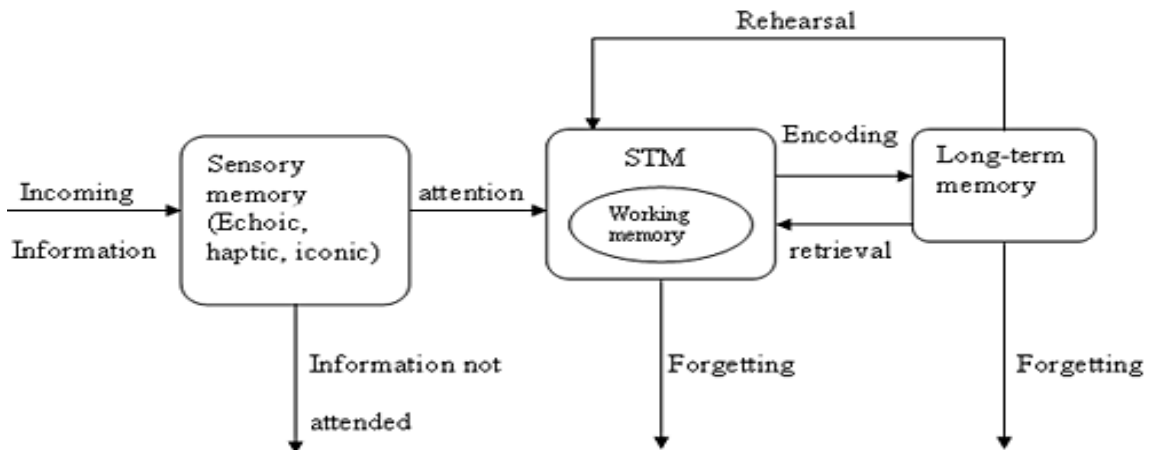 Rehearsal
Incoming
Information
Sensory
memory
(Echoic,
haptic, iconic)
attention
STM
Working
memory
Encoding
retrieval
Long-term
memory
Information not
attended
Forgetting
Forgetting